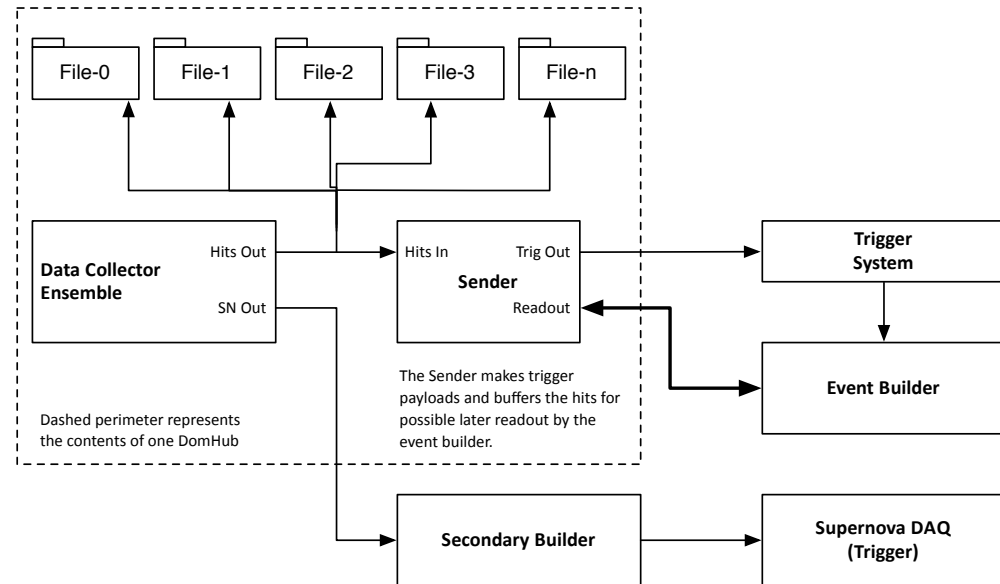 File-0
File-1
File-2
File-3
File-n
Data Collector
Ensemble
Hits Out
SN Out
Hits In
Trig Out
Sender
Readout
Trigger
System
Event Builder
Dashed perimeter represents
the contents of one DomHub
The Sender makes trigger
payloads and buffers the hits for
possible later readout by the
event builder.
Secondary Builder
Supernova DAQ
(Trigger)